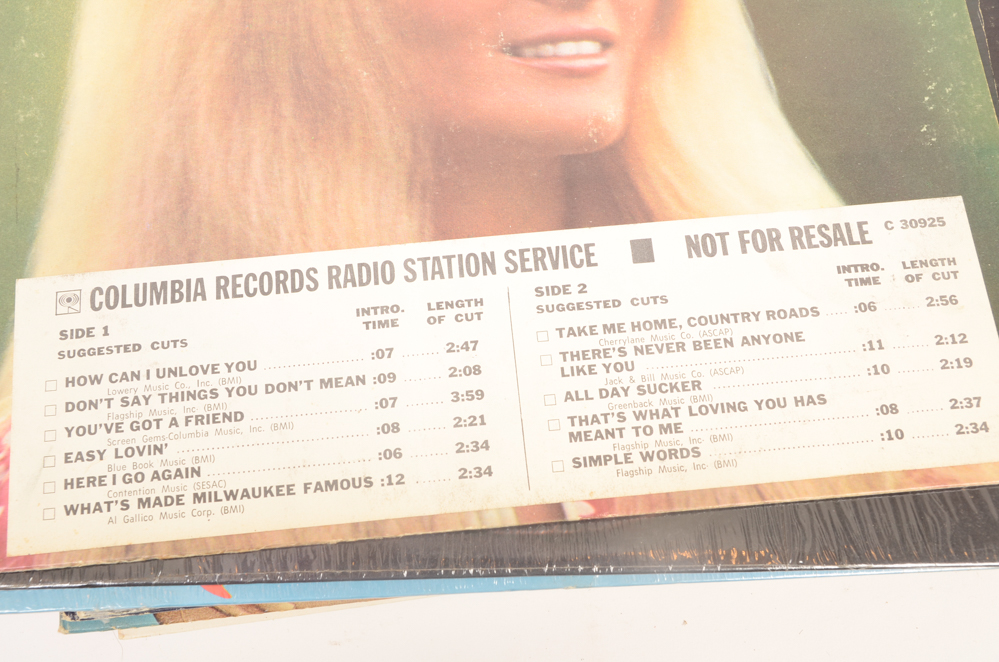 COLUMBIA RECORDS RADIO STATION SERVICE ■ NOT FOR RESALE C 30925
SIDE 1
SUGGESTED CUTS
INTRO. TIME
LENGTH OF CUT
HOW CAN I UNLOVE YOU :07 2:47
Lowery Music Co., Inc. (BMI)
DON'T SAY THINGS YOU DON'T MEAN :09 2:08
Flagship Music, Inc. (BMI)
YOU'VE GOT A FRIEND :07 3:59
Screen Gems-Columbia Music, Inc. (BMI)
EASY LOVIN' :08 2:21
Blue Book Music (BMI)
HERE I GO AGAIN :06 2:34
Contention Music (SESAC)
WHAT'S MADE MILWAUKEE FAMOUS :12 2:34
Al Gallico Music Corp. (BMI)
SIDE 2
SUGGESTED CUTS
INTRO. TIME
LENGTH OF CUT
TAKE ME HOME, COUNTRY ROADS :06 2:56
Cherrylane Music Co. (ASCAP)
THERE'S NEVER BEEN ANYONE
LIKE YOU :11 2:12
Jack & Bill Music Co. (ASCAP)
ALL DAY SUCKER :10 2:19
Greenback Music (BMI)
THAT'S WHAT LOVING YOU HAS
MEANT TO ME :08 2:37
Flagship Music, Inc. (BMI)
SIMPLE WORDS :10 2:34
Flagship Music, Inc. (BMI)